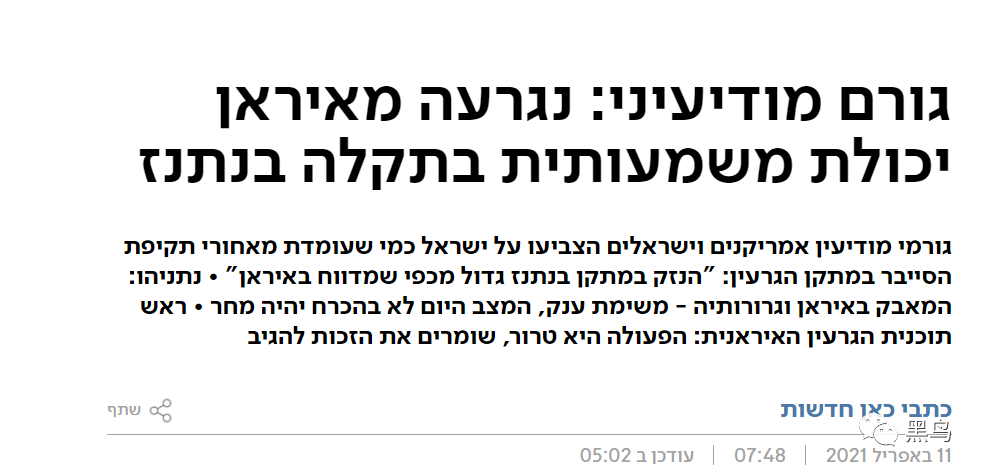 גורם מודיעיני: נגרעה מאיראן
יכולת משמעותית בתקלה בנתנז
גורמי מודיעין אמריקנים וישראלים הצביעו על ישראל כמי שעומדת מאחורי תקיפת
הסייבר במתקן הגרעין: "הנזק במתקן בנתנז גדול מכפי שמדווח באיראן" • נתניהו:
המאבק באיראן וגרורותיה - משימת ענק, המצב היום לא בהכרח יהיה מחר • ראש
תוכנית הגרעין האיראנית: הפעולה היא טרור, שומרים את הזכות להגיב
כתבי כאן חדשות
שתף
黑鸟
11 באפריל 2021 | 07:48 | עודכן ב 05:02